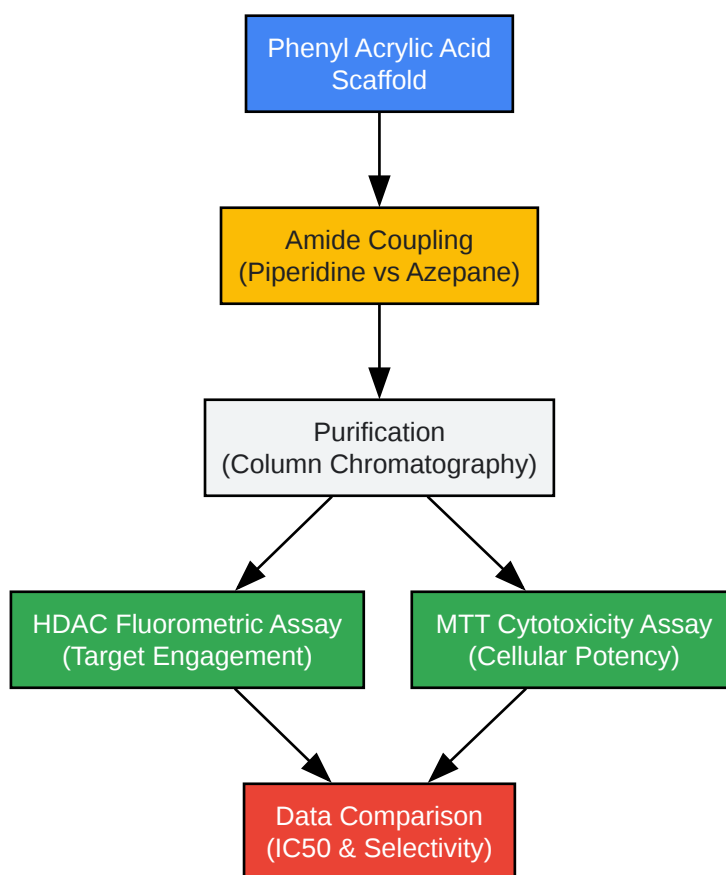 Phenyl Acrylic Acid
Scaffold
Amide Coupling
(Piperidine vs Azepane)
Purification
(Column Chromatography)
HDAC Fluorometric Assay
(Target Engagement)
MTT Cytotoxicity Assay
(Cellular Potency)
Data Comparison
(IC50 & Selectivity)